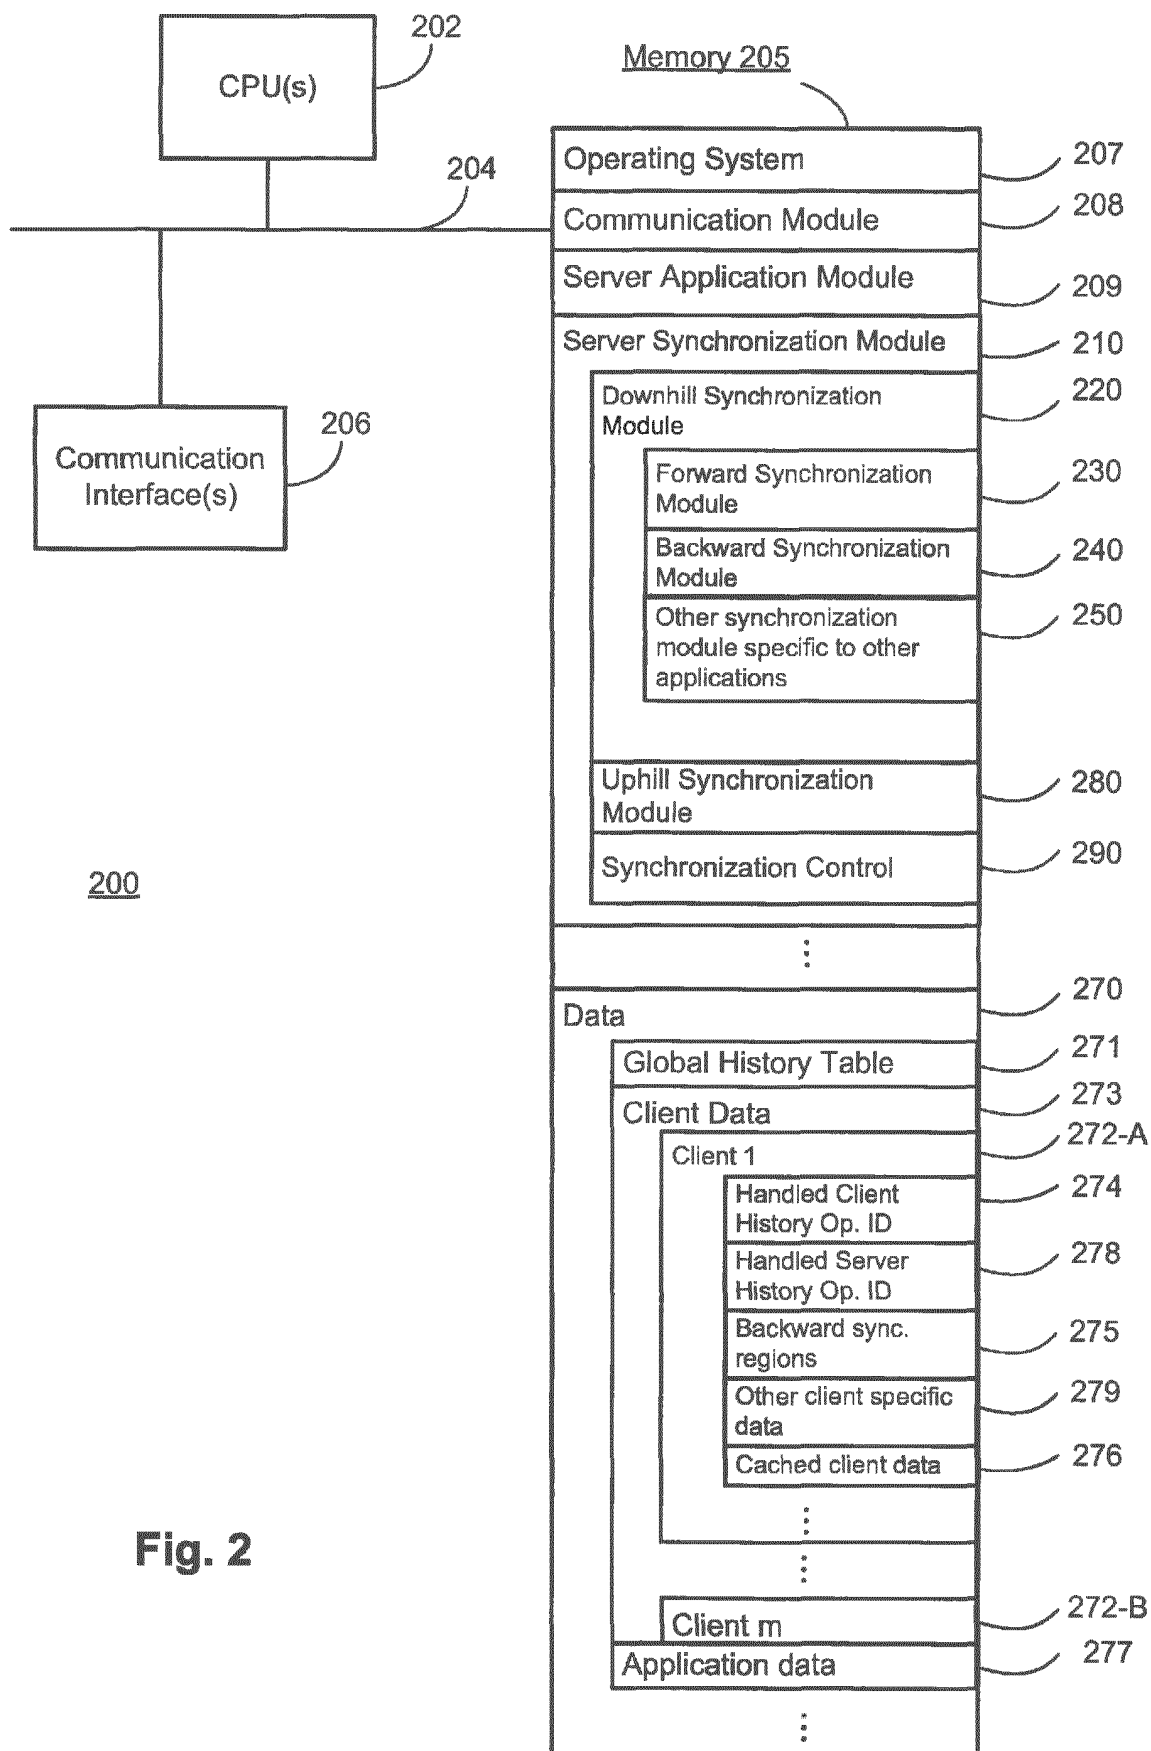 202
CPU(s)
Memory 205
204
Operating System
207
Communication Module
208
Server Application Module
209
Server Synchronization Module
210
Downhill Synchronization
Module
220
206
Communication
Interface(s)
Forward Synchronization
Module
230
Backward Synchronization
Module
240
Other synchronization
module specific to other
applications
250
Uphill Synchronization
Module
280
Synchronization Control
290
200
⋮
Data
270
Global History Table
271
Client Data
273
Client 1
272-A
Handled Client
History Op. ID
274
Handled Server
History Op. ID
278
Backward sync.
regions
275
Other client specific
data
279
Cached client data
276
⋮
⋮
Fig. 2
Client m
272-B
Application data
277
⋮